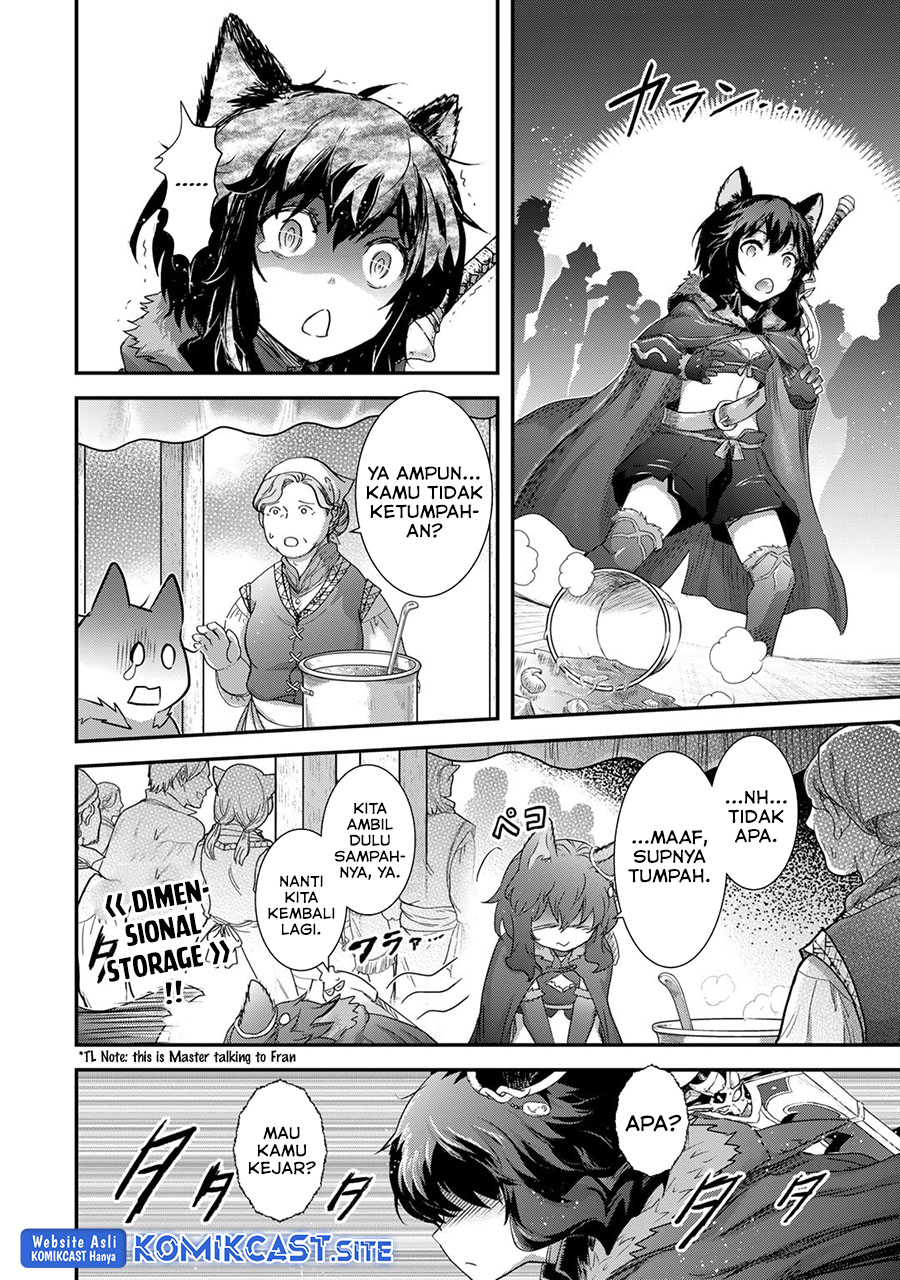 カラン...
......
YA AMPUN...
KAMU TIDAK
KETUMPAH-
AN?
...NH...
TIDAK
APA.
...MAAF,
SUPNYA
TUMPAH.
ペコ
KITA
AMBIL
DULU
SAMPAH-
NYA, YA.
NANTI
KITA
KEMBALI
LAGI.
フラァ...
《 DIMEN-
SIONAL
STORAGE 》
!!
*TL Note: this is Master talking to Fran
APA?
MAU
KAMU
KEJAR?
タタ
タタタ
Website Asli
KOMIKCAST Hanya
KOMIKCAST.SITE